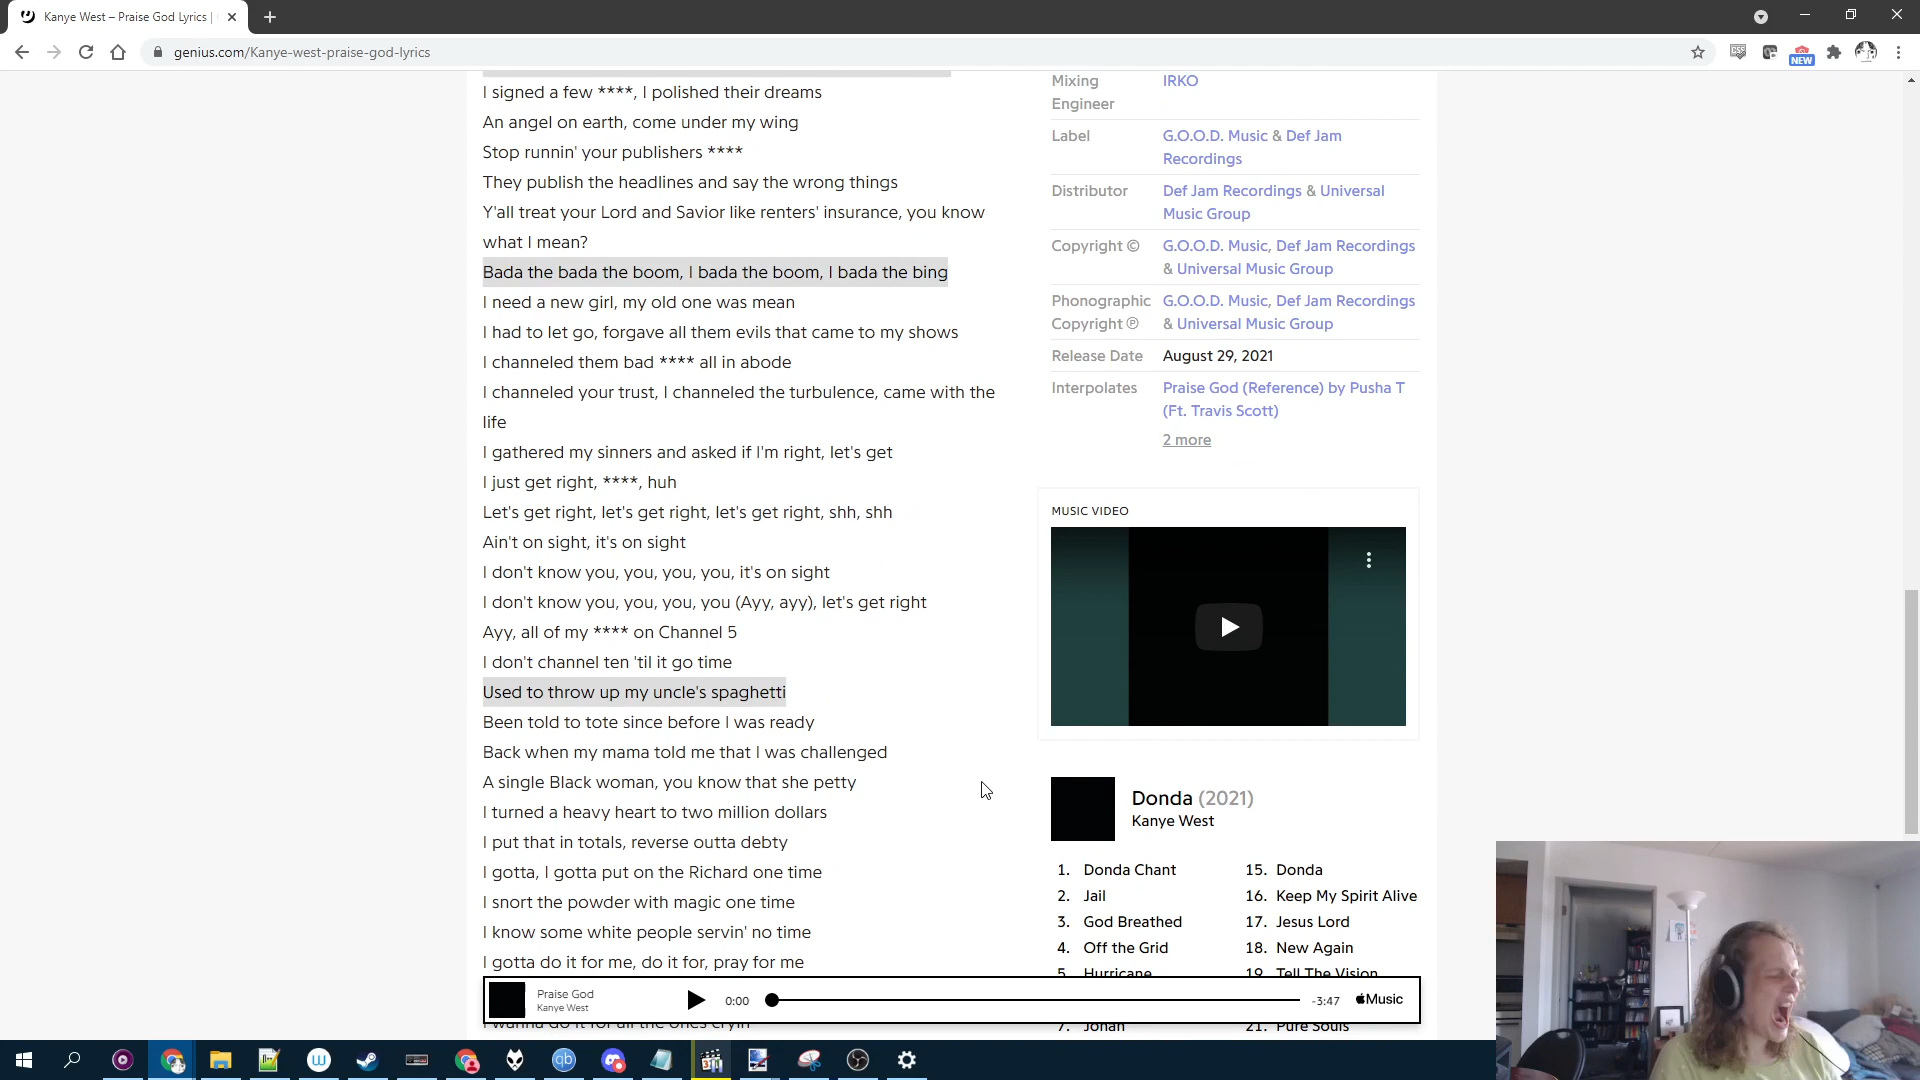 Kanye West – Praise God Lyrics |
genius.com/Kanye-west-praise-god-lyrics
NEW
I signed a few ****, I polished their dreams
An angel on earth, come under my wing
Stop runnin' your publishers ****
They publish the headlines and say the wrong things
Y'all treat your Lord and Savior like renters' insurance, you know
what I mean?
Bada the bada the boom, I bada the boom, I bada the bing
I need a new girl, my old one was mean
I had to let go, forgave all them evils that came to my shows
I channeled them bad **** all in abode
I channeled your trust, I channeled the turbulence, came with the
life
I gathered my sinners and asked if I'm right, let's get
I just get right, ****, huh
Let's get right, let's get right, let's get right, shh, shh
Ain't on sight, it's on sight
I don't know you, you, you, you, it's on sight
I don't know you, you, you, you (Ayy, ayy), let's get right
Ayy, all of my **** on Channel 5
I don't channel ten 'til it go time
Used to throw up my uncle's spaghetti
Been told to tote since before I was ready
Back when my mama told me that I was challenged
A single Black woman, you know that she petty
I turned a heavy heart to two million dollars
I put that in totals, reverse outta debty
I gotta, I gotta put on the Richard one time
I snort the powder with magic one time
I know some white people servin' no time
I gotta do it for me, do it for, pray for me
I wanna do it for all the ones cryin'
Mixing
Engineer
IRKO
Label
G.O.O.D. Music & Def Jam
Recordings
Distributor
Def Jam Recordings & Universal
Music Group
Copyright ©
G.O.O.D. Music, Def Jam Recordings
& Universal Music Group
Phonographic
Copyright ℗
G.O.O.D. Music, Def Jam Recordings
& Universal Music Group
Release Date
August 29, 2021
Interpolates
Praise God (Reference) by Pusha T
(Ft. Travis Scott)
2 more
MUSIC VIDEO
Donda (2021)
Kanye West
1. Donda Chant
2. Jail
3. God Breathed
4. Off the Grid
5. Hurricane
7. Jonah
15. Donda
16. Keep My Spirit Alive
17. Jesus Lord
18. New Again
19. Tell The Vision
21. Pure Souls
Praise God
Kanye West
0:00
-3:47
Music